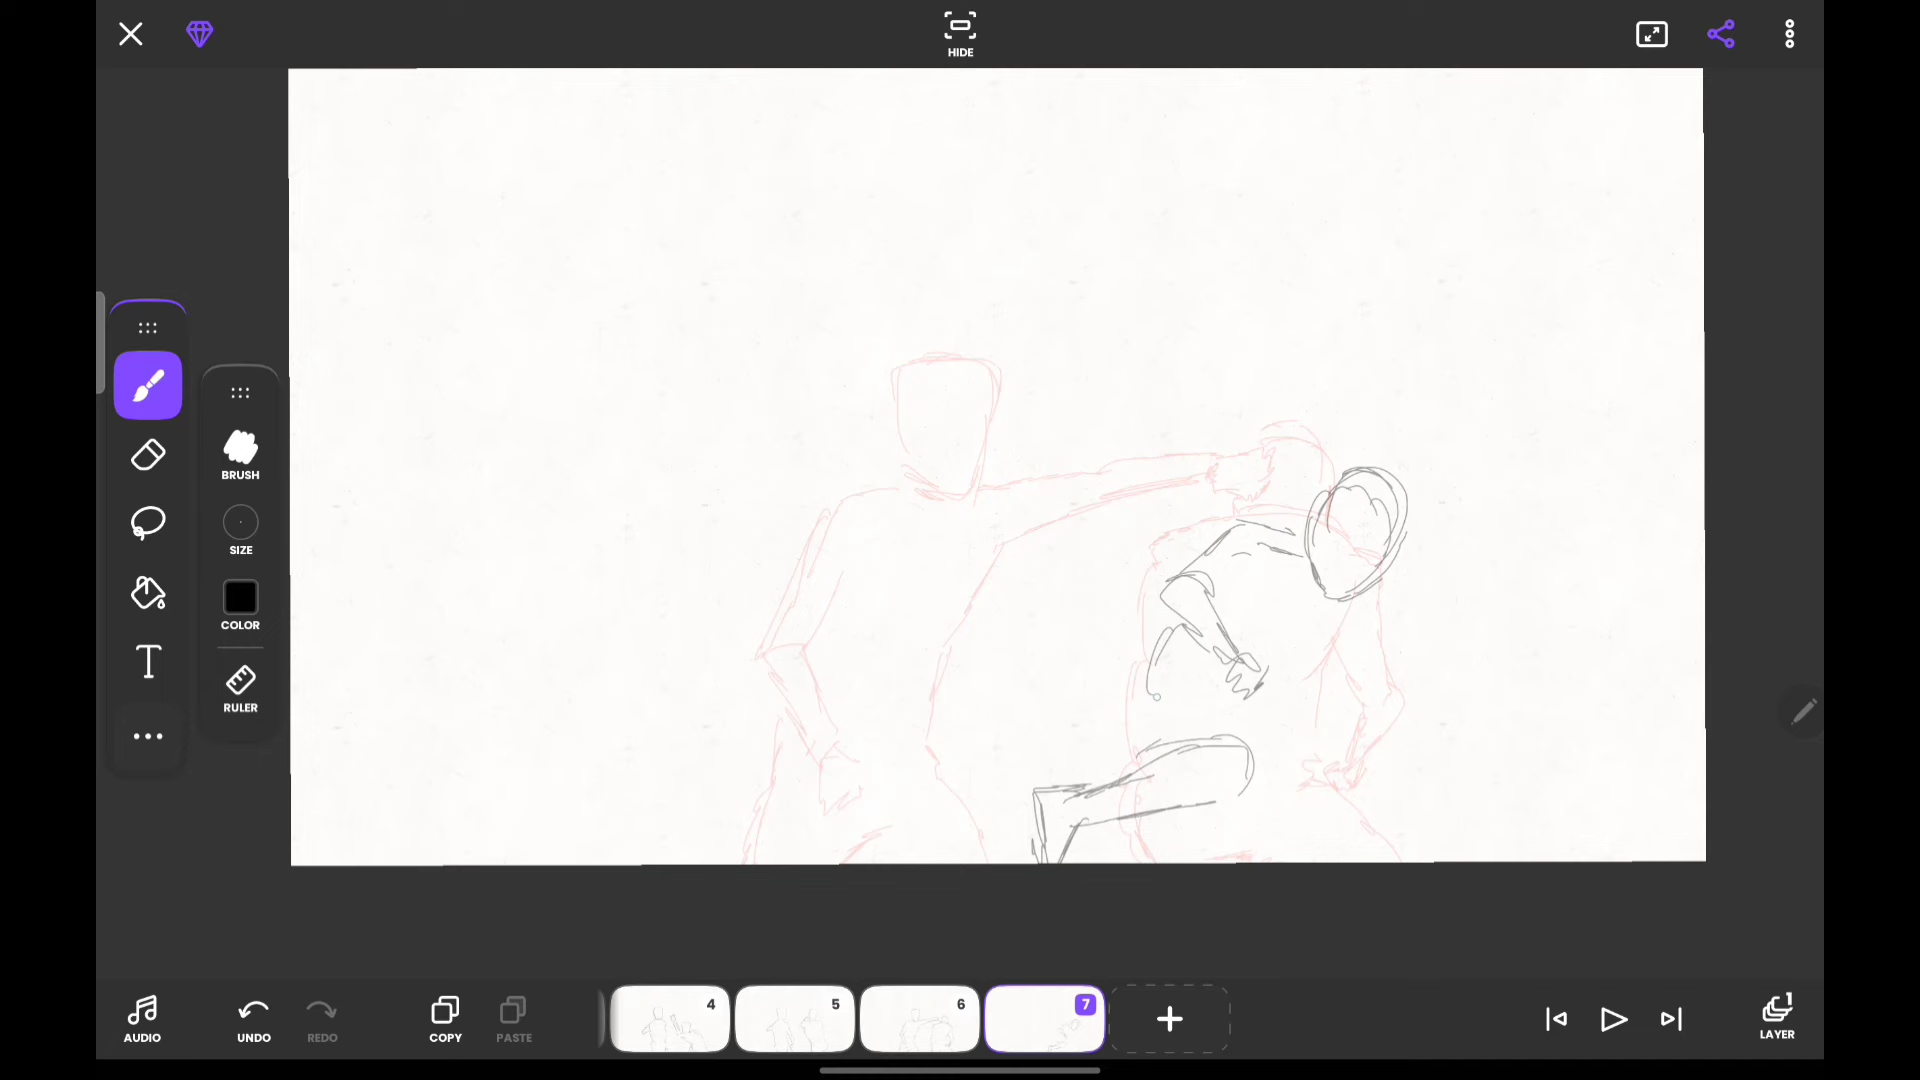 HIDE
BRUSH
SIZE
COLOR
RULER
4
5
6
7
AUDIO
UNDO
REDO
COPY
PASTE
LAYER
1